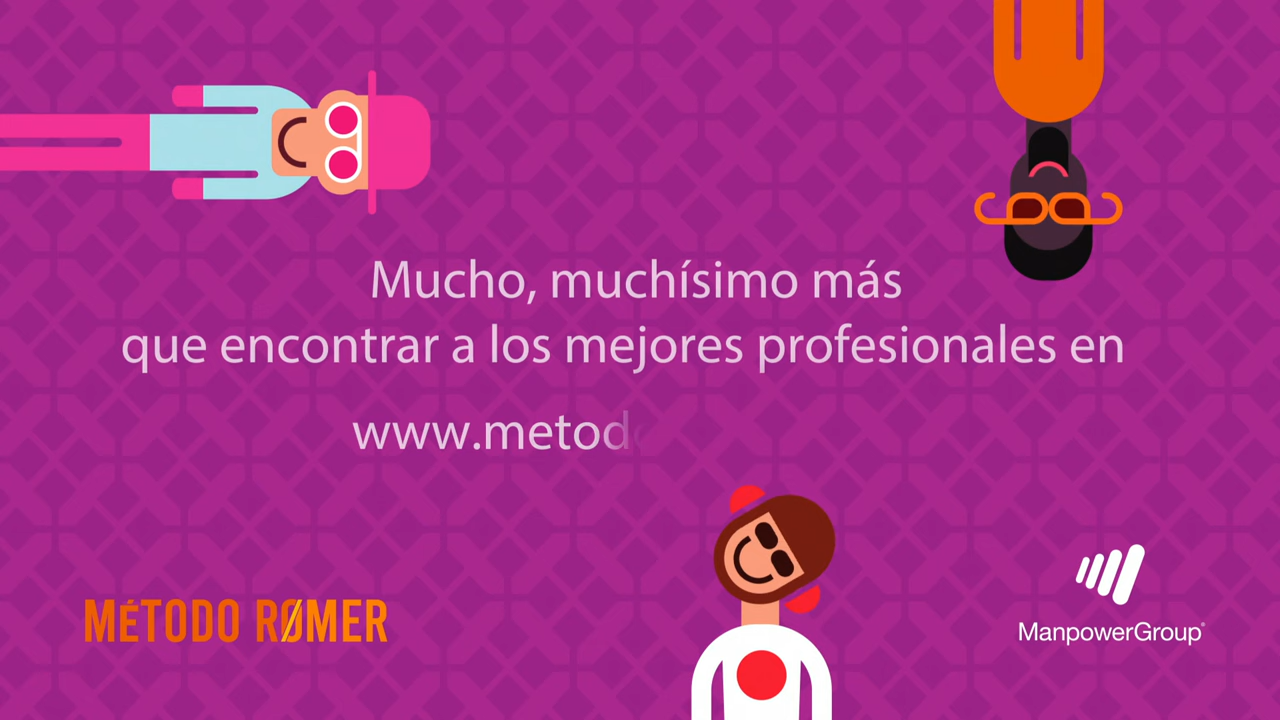 Mucho, muchísimo más
que encontrar a los mejores profesionales en
www.metod
MÉTODO RØMER
ManpowerGroup®